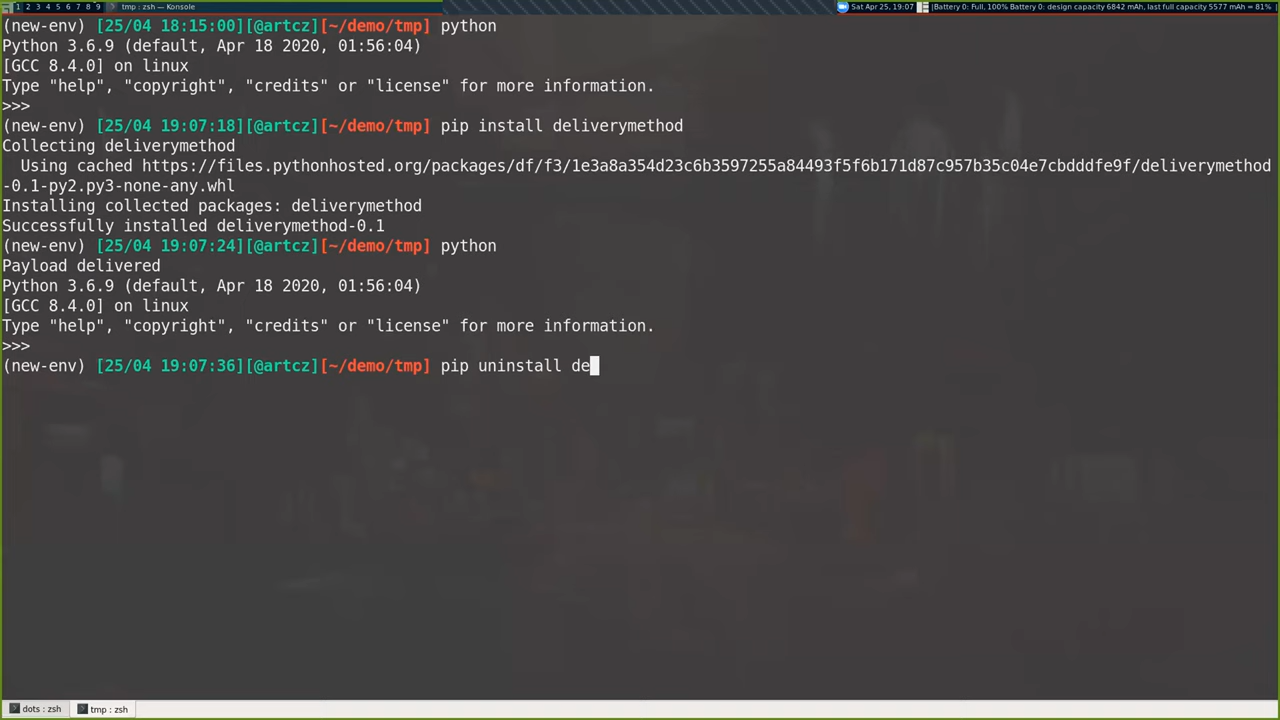 1 2 3 4 5 6 7 8 9 tmp : zsh — Konsole
Sat Apr 25, 19:07 |Battery 0: Full, 100% Battery 0: design capacity 6842 mAh, last full capacity 5577 mAh = 81%
(new-env) [25/04 18:15:00][@artcz][~/demo/tmp] python
Python 3.6.9 (default, Apr 18 2020, 01:56:04)
[GCC 8.4.0] on linux
Type "help", "copyright", "credits" or "license" for more information.
>>>
(new-env) [25/04 19:07:18][@artcz][~/demo/tmp] pip install deliverymethod
Collecting deliverymethod
  Using cached https://files.pythonhosted.org/packages/df/f3/1e3a8a354d23c6b3597255a84493f5f6b171d87c957b35c04e7cbdddfe9f/deliverymethod
-0.1-py2.py3-none-any.whl
Installing collected packages: deliverymethod
Successfully installed deliverymethod-0.1
(new-env) [25/04 19:07:24][@artcz][~/demo/tmp] python
Payload delivered
Python 3.6.9 (default, Apr 18 2020, 01:56:04)
[GCC 8.4.0] on linux
Type "help", "copyright", "credits" or "license" for more information.
>>>
(new-env) [25/04 19:07:36][@artcz][~/demo/tmp] pip uninstall de
dots : zsh
tmp : zsh